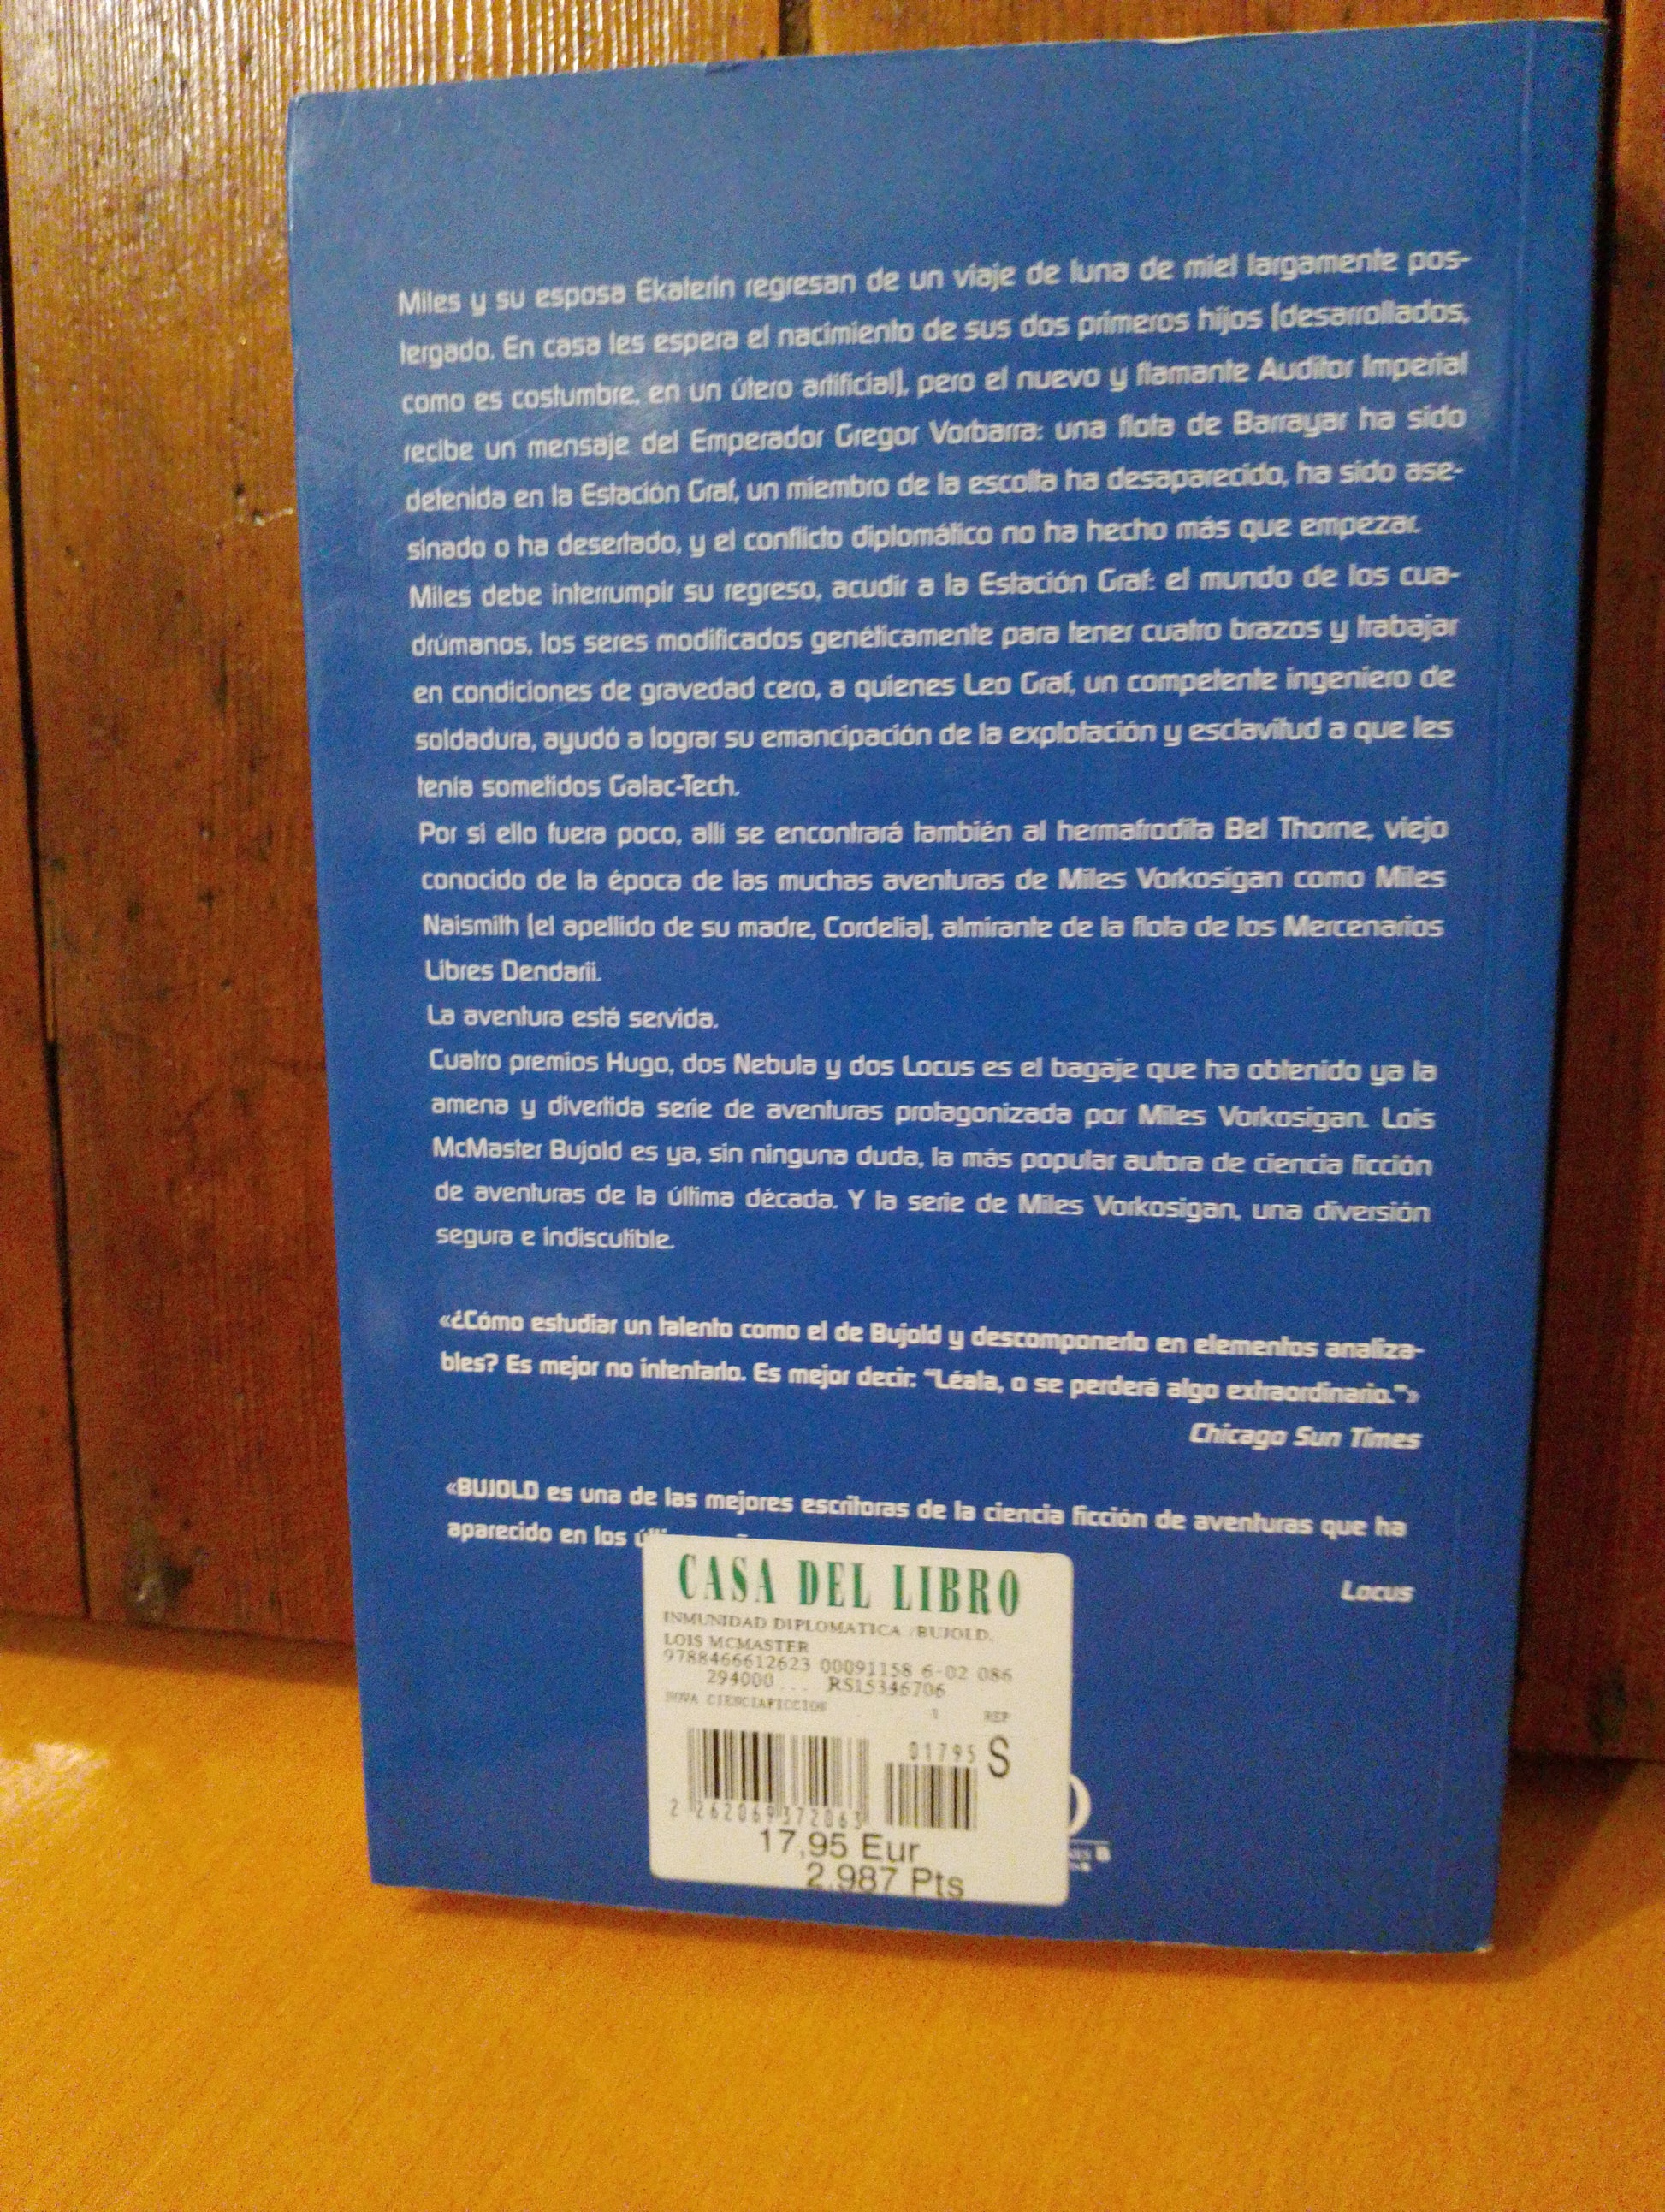 Miles y su esposa Ekaterin regresan de un viaje de luna de miel largamente pos-
tergado. En casa les espera el nacimiento de sus dos primeros hijos (desarrollados,
como es costumbre, en un útero artificial), pero el nuevo y flamante Auditor Imperial
recibe un mensaje del Emperador Gregor Vorbarra: una flota de Barrayar ha sido
detenida en la Estación Graf, un miembro de la escolta ha desaparecido, ha sido ase-
sinado o ha desertado, y el conflicto diplomático no ha hecho más que empezar.
Miles debe interrumpir su regreso, acudir a la Estación Graf: el mundo de los cua-
drúmanos, los seres modificados genéticamente para tener cuatro brazos y trabajar
en condiciones de gravedad cero, a quienes Leo Graf, un competente ingeniero de
soldadura, ayudó a lograr su emancipación de la explotación y esclavitud a que les
tenía sometidos Galac-Tech.
Por si ello fuera poco, allí se encontrará también al hermafrodita Bel Thorne, viejo
conocido de la época de las muchas aventuras de Miles Vorkosigan como Miles
Naismith (el apellido de su madre, Cordelia), almirante de la flota de los Mercenarios
Libres Dendarii.
La aventura está servida.
Cuatro premios Hugo, dos Nebula y dos Locus es el bagaje que ha obtenido ya la
amena y divertida serie de aventuras protagonizada por Miles Vorkosigan. Lois
McMaster Bujold es ya, sin ninguna duda, la más popular autora de ciencia ficción
de aventuras de la última década. Y la serie de Miles Vorkosigan, una diversión
segura e indiscutible.
«¿Cómo estudiar un talento como el de Bujold y descomponerlo en elementos analiza-
bles? Es mejor no intentarlo. Es mejor decir: "Léala, o se perderá algo extraordinario."»
Chicago Sun Times
«BUJOLD es una de las mejores escritoras de la ciencia ficción de aventuras que ha
aparecido en los
Locus
CASA DEL LIBRO
INMUNIDAD DIPLOMATICA /BUJOLD,
LOIS MCMASTER
9788466612623 00091158 6-02 086
294000 ... RS15346706
NOVA CIENCIAFICCION 1 REP
01795 S
2 262069 372063
17,95 Eur
2.987 Pts
B